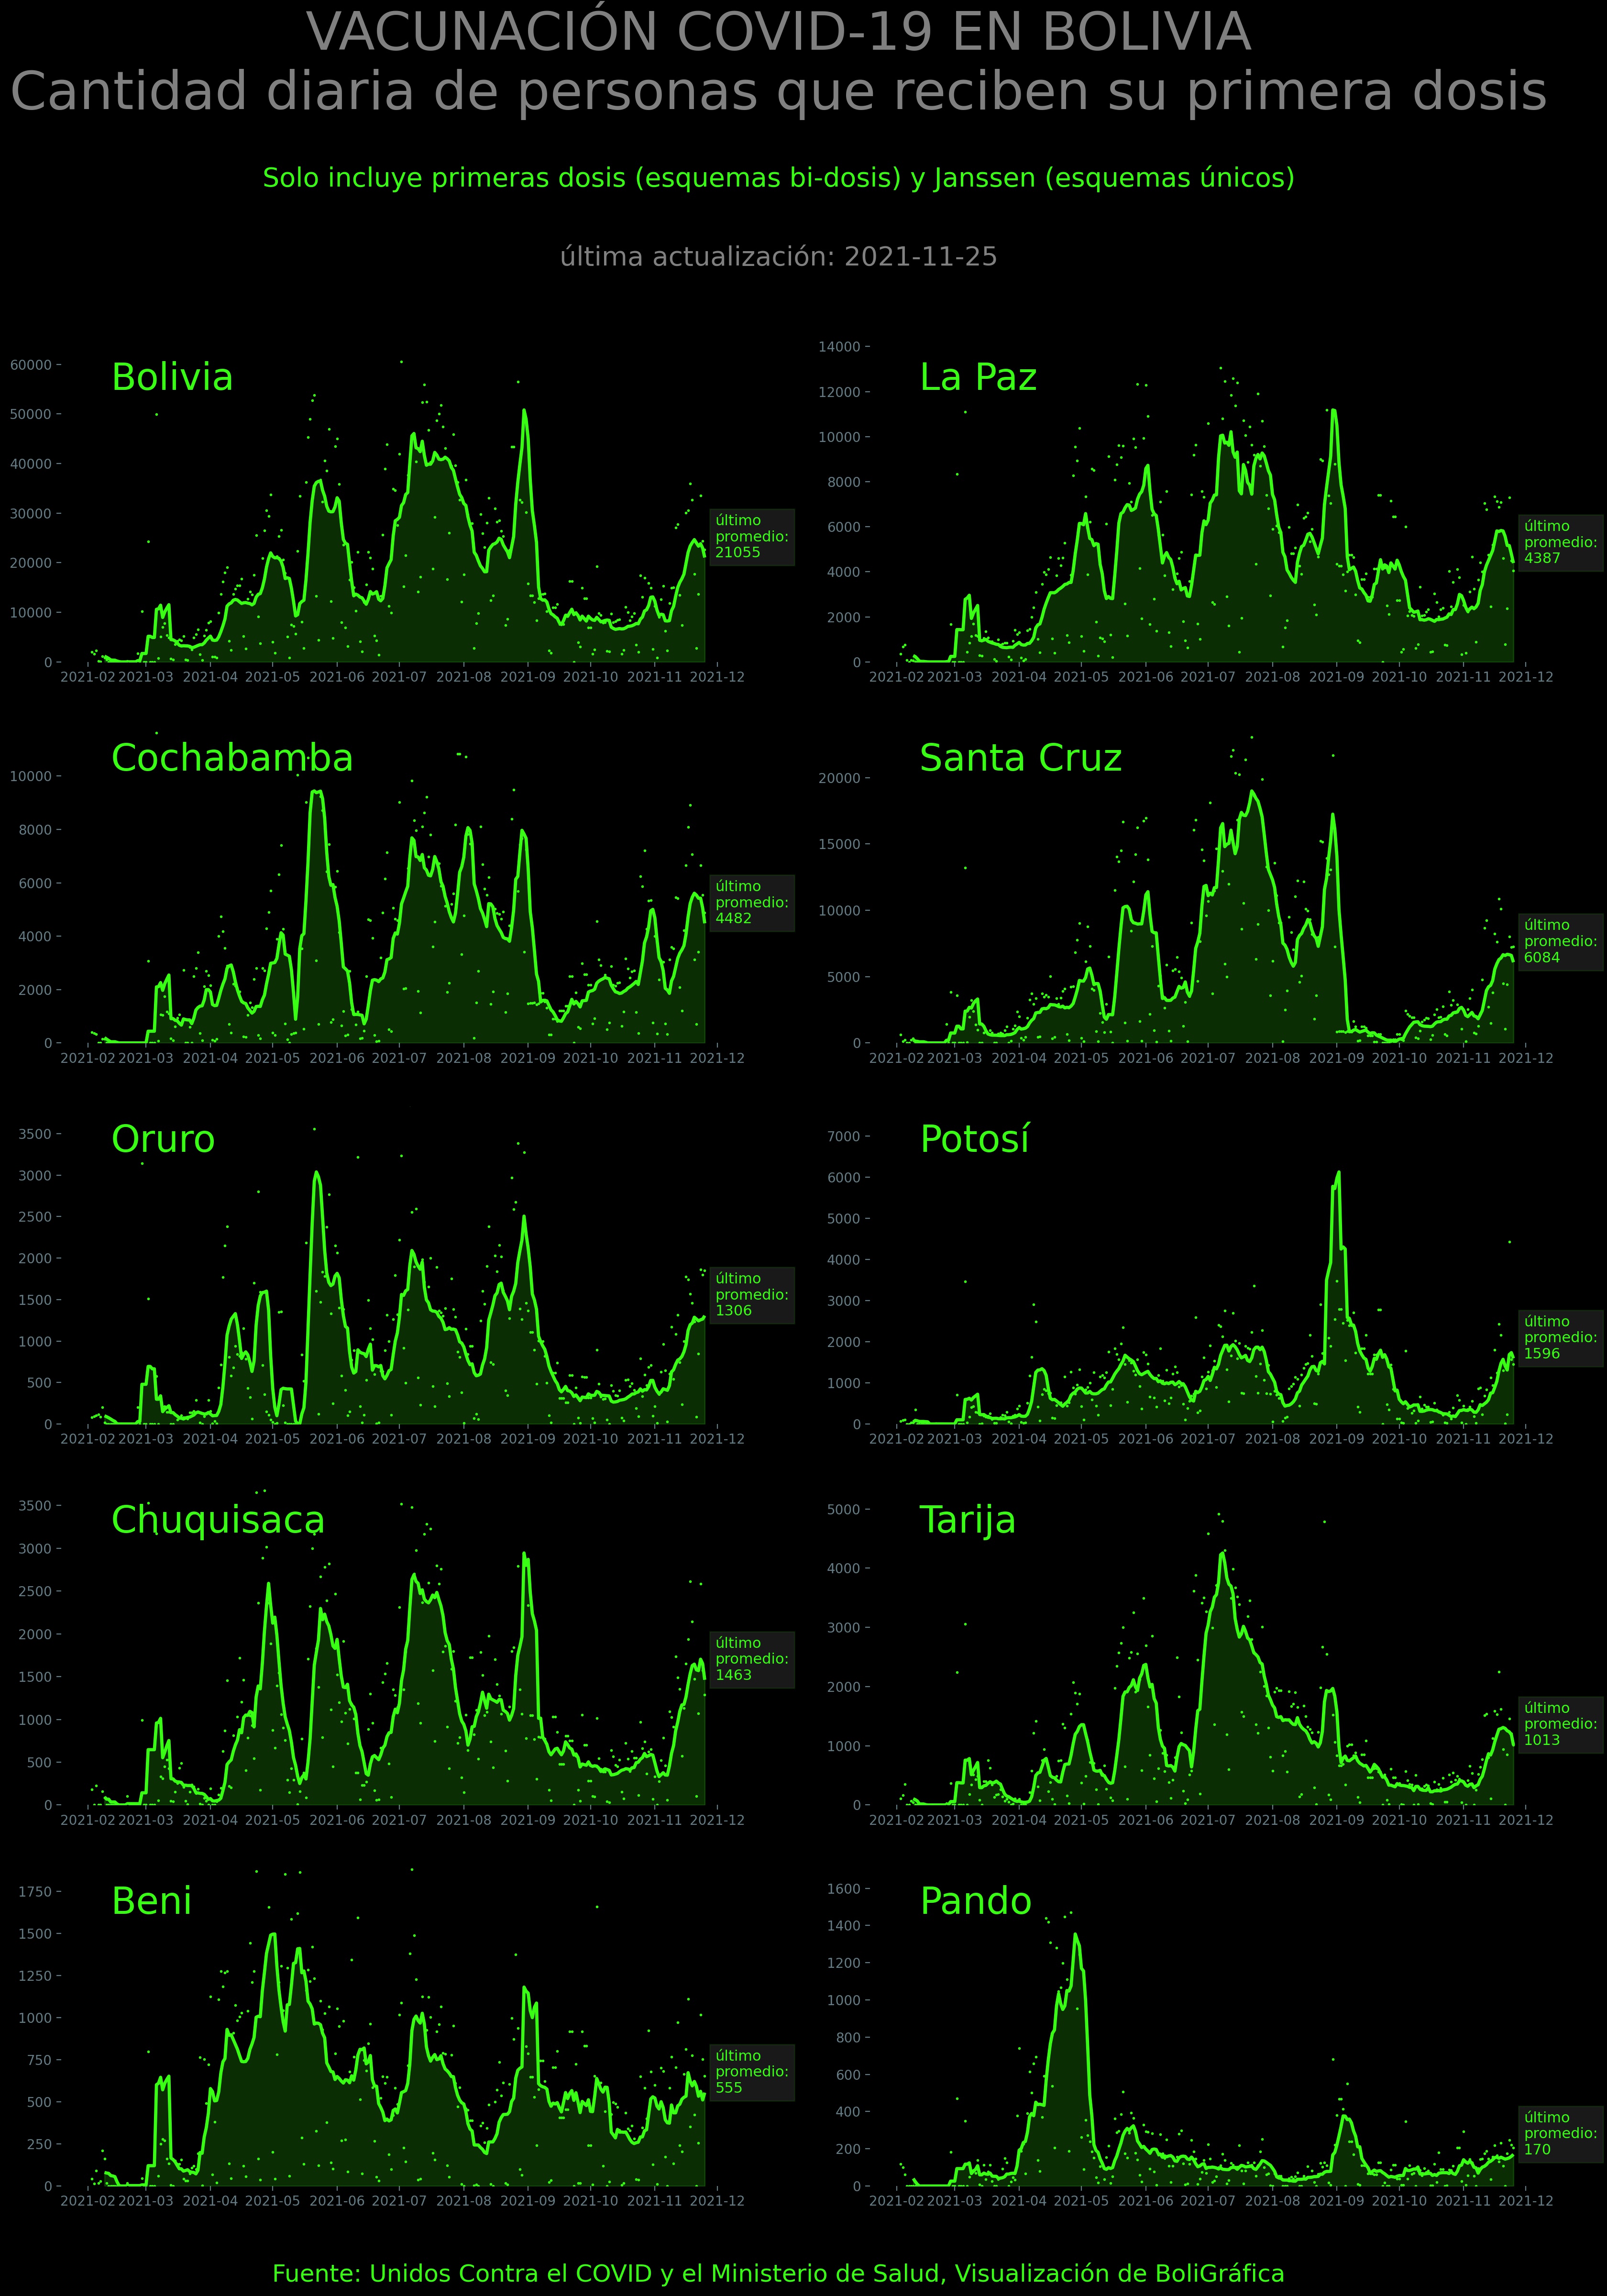 VACUNACIÓN COVID-19 EN BOLIVIA
Cantidad diaria de personas que reciben su primera dosis
Solo incluye primeras dosis (esquemas bi-dosis) y Janssen (esquemas únicos)
última actualización: 2021-11-25
Bolivia
60000
50000
40000
30000
20000
10000
0
2021-02 2021-03 2021-04 2021-05 2021-06 2021-07 2021-08 2021-09 2021-10 2021-11 2021-12
último
promedio:
21055
La Paz
14000
12000
10000
8000
6000
4000
2000
0
2021-02 2021-03 2021-04 2021-05 2021-06 2021-07 2021-08 2021-09 2021-10 2021-11 2021-12
último
promedio:
4387
Cochabamba
10000
8000
6000
4000
2000
0
2021-02 2021-03 2021-04 2021-05 2021-06 2021-07 2021-08 2021-09 2021-10 2021-11 2021-12
último
promedio:
4482
Santa Cruz
20000
15000
10000
5000
0
2021-02 2021-03 2021-04 2021-05 2021-06 2021-07 2021-08 2021-09 2021-10 2021-11 2021-12
último
promedio:
6084
Oruro
3500
3000
2500
2000
1500
1000
500
0
2021-02 2021-03 2021-04 2021-05 2021-06 2021-07 2021-08 2021-09 2021-10 2021-11 2021-12
último
promedio:
1306
Potosí
7000
6000
5000
4000
3000
2000
1000
0
2021-02 2021-03 2021-04 2021-05 2021-06 2021-07 2021-08 2021-09 2021-10 2021-11 2021-12
último
promedio:
1596
Chuquisaca
3500
3000
2500
2000
1500
1000
500
0
2021-02 2021-03 2021-04 2021-05 2021-06 2021-07 2021-08 2021-09 2021-10 2021-11 2021-12
último
promedio:
1463
Tarija
5000
4000
3000
2000
1000
0
2021-02 2021-03 2021-04 2021-05 2021-06 2021-07 2021-08 2021-09 2021-10 2021-11 2021-12
último
promedio:
1013
Beni
1750
1500
1250
1000
750
500
250
0
2021-02 2021-03 2021-04 2021-05 2021-06 2021-07 2021-08 2021-09 2021-10 2021-11 2021-12
último
promedio:
555
Pando
1600
1400
1200
1000
800
600
400
200
0
2021-02 2021-03 2021-04 2021-05 2021-06 2021-07 2021-08 2021-09 2021-10 2021-11 2021-12
último
promedio:
170
Fuente: Unidos Contra el COVID y el Ministerio de Salud, Visualización de BoliGráfica